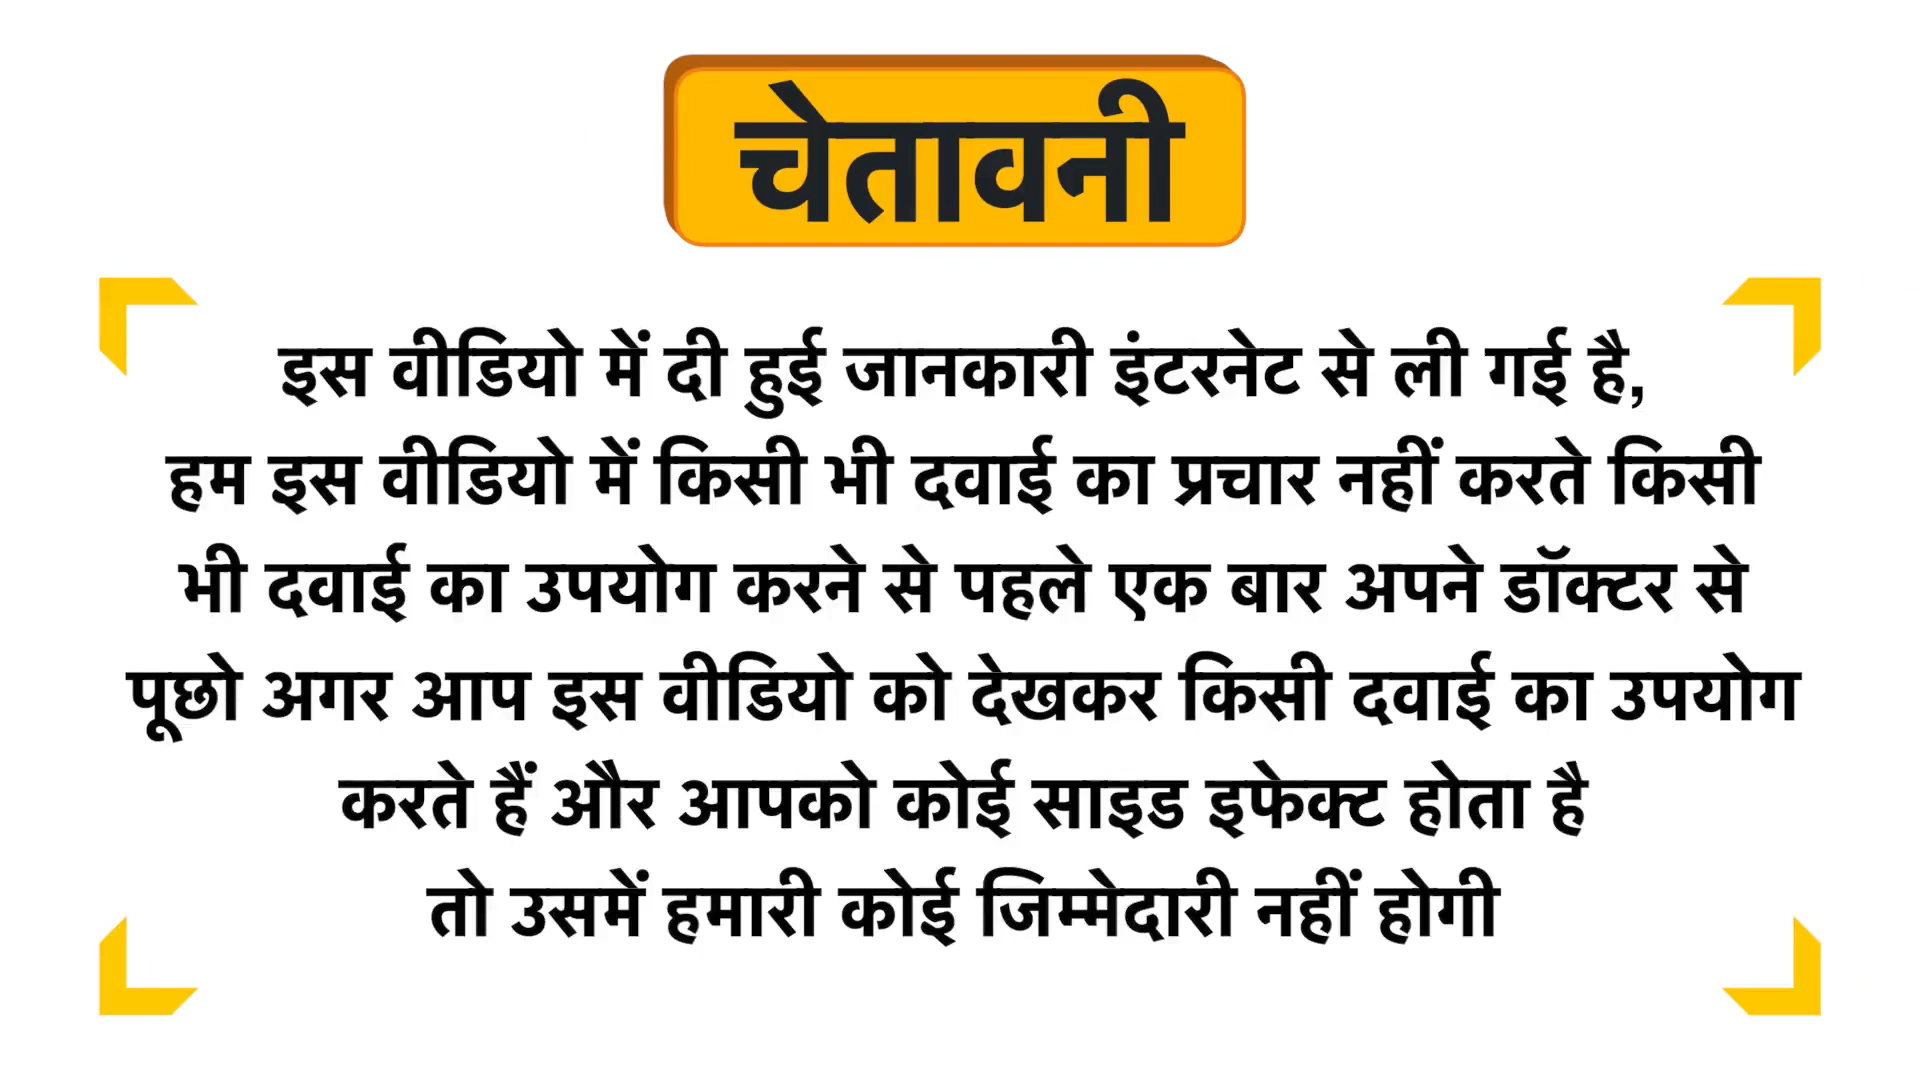 चेतावनी
इस वीडियो में दी हुई जानकारी इंटरनेट से ली गई है,
हम इस वीडियो में किसी भी दवाई का प्रचार नहीं करते किसी
भी दवाई का उपयोग करने से पहले एक बार अपने डॉक्टर से
पूछो अगर आप इस वीडियो को देखकर किसी दवाई का उपयोग
करते हैं और आपको कोई साइड इफेक्ट होता है
तो उसमें हमारी कोई जिम्मेदारी नहीं होगी